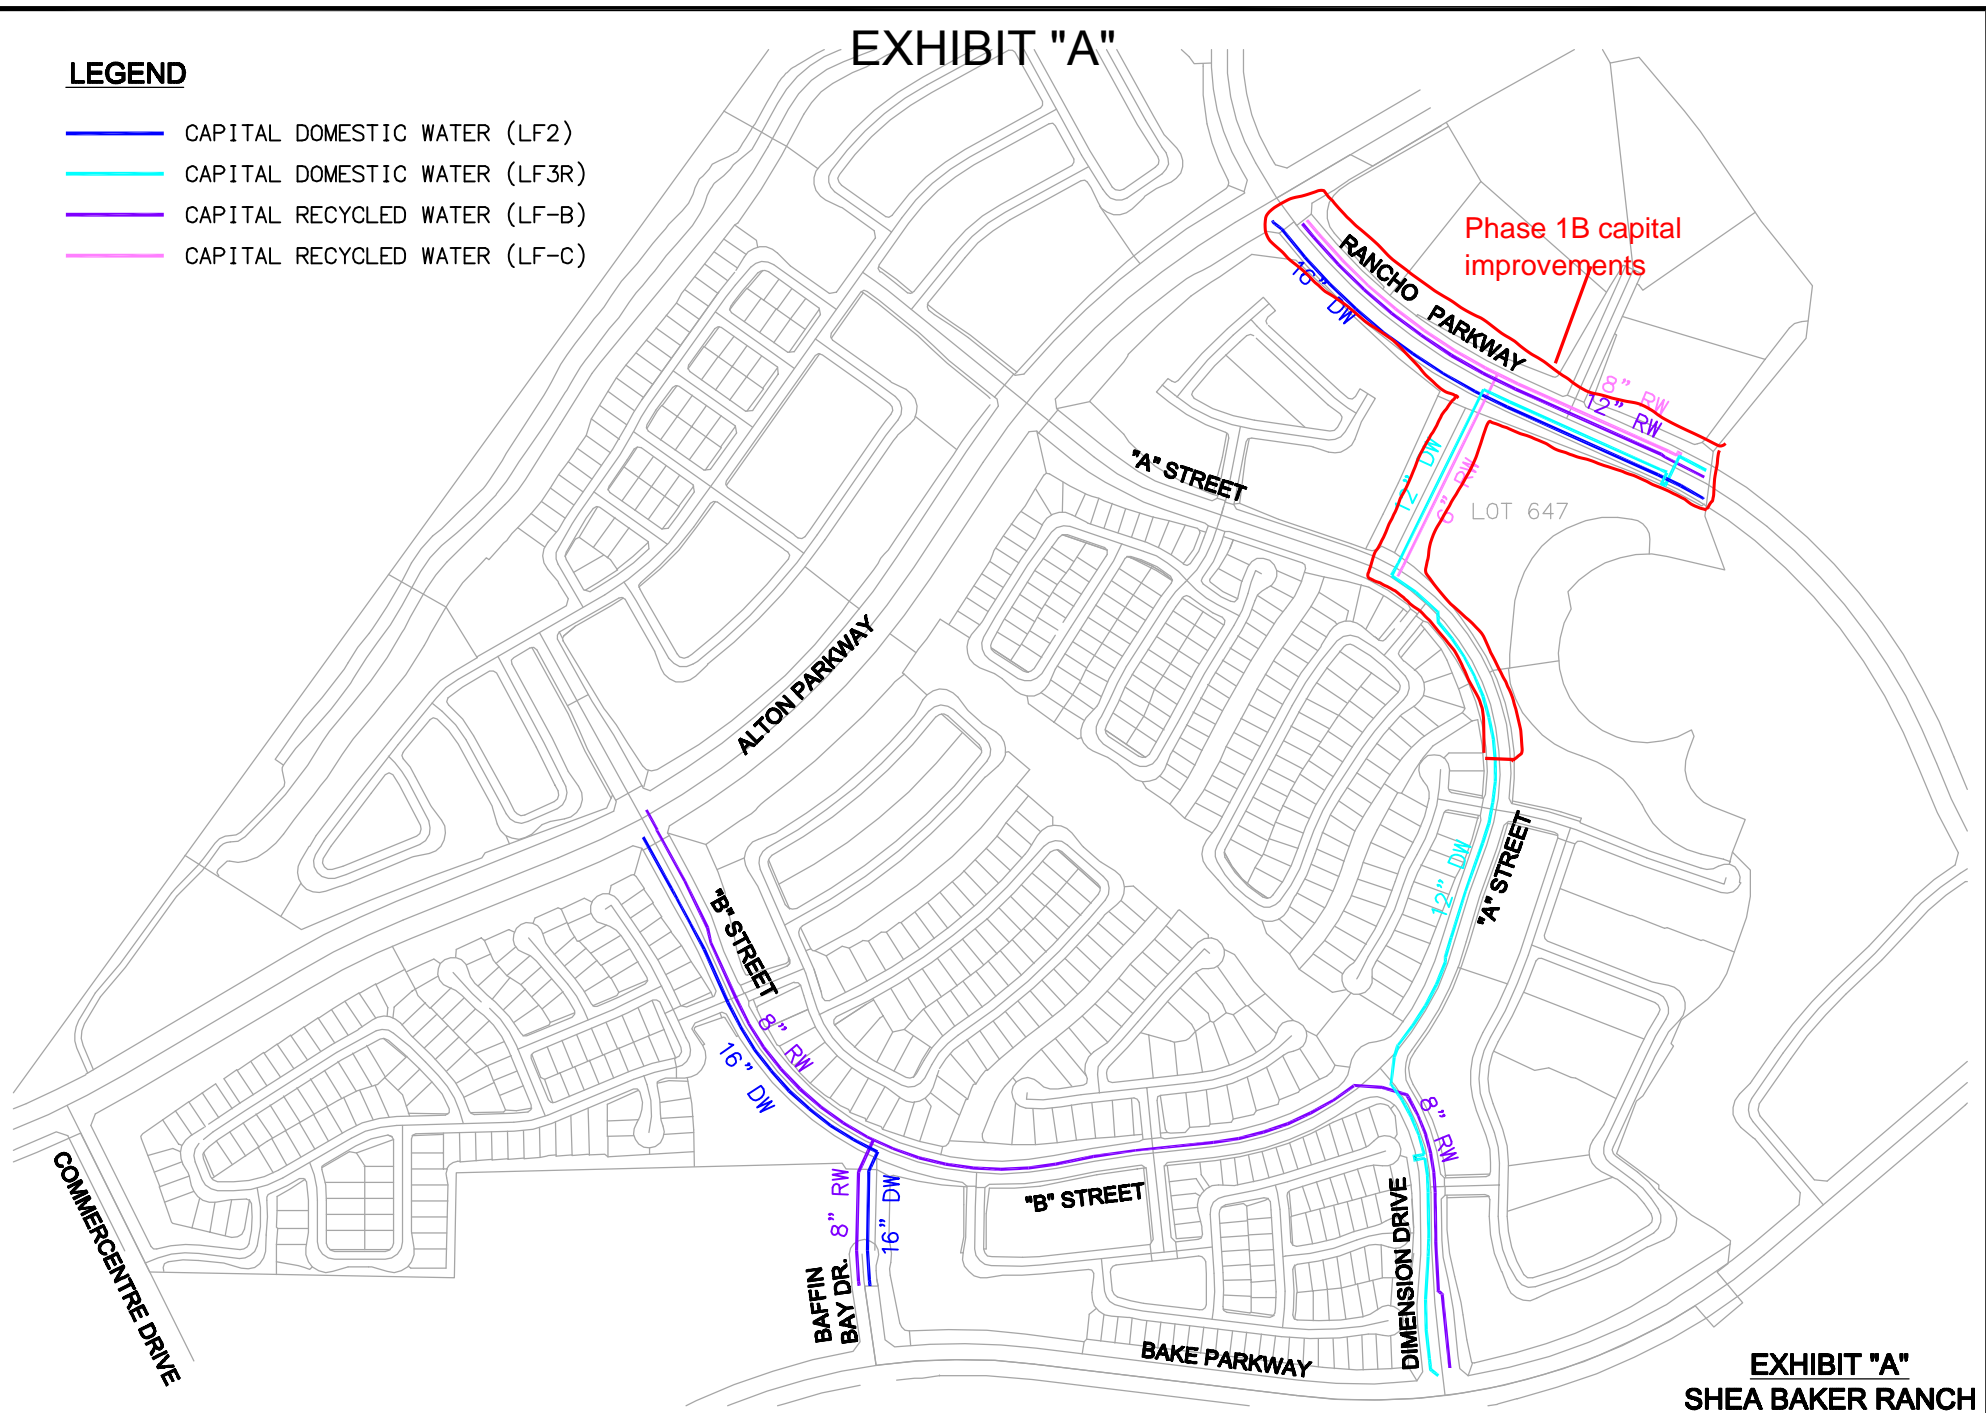 EXHIBIT "A"
LEGEND
CAPITAL DOMESTIC WATER (LF2)
CAPITAL DOMESTIC WATER (LF3R)
CAPITAL RECYCLED WATER (LF-B)
CAPITAL RECYCLED WATER (LF-C)
Phase 1B capital
improvements
RANCHO PARKWAY
16" DW
8" RW
12" RW
"A" STREET
12" DW
6" RW
LOT 647
ALTON PARKWAY
"A" STREET
12" DW
"B" STREET
8" RW
16" DW
8" RW
8" RW
16" DW
"B" STREET
DIMENSION DRIVE
COMMERCENTRE DRIVE
BAFFIN
BAY DR.
BAKE PARKWAY
EXHIBIT "A"
SHEA BAKER RANCH